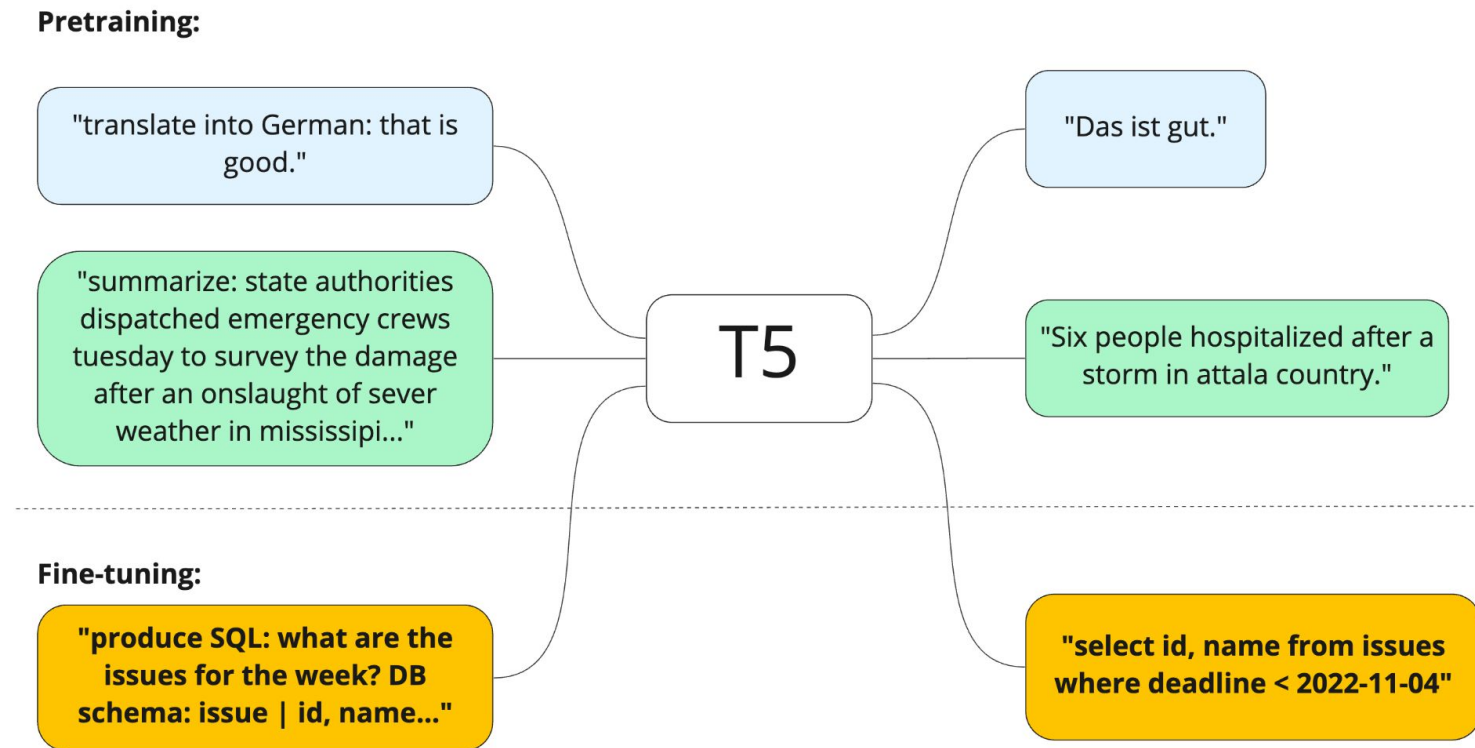 Pretraining:
"translate into German: that is
good."
"Das ist gut."
"summarize: state authorities
dispatched emergency crews
tuesday to survey the damage
after an onslaught of sever
weather in mississipi..."
T5
"Six people hospitalized after a
storm in attala country."
Fine-tuning:
"produce SQL: what are the
issues for the week? DB
schema: issue | id, name..."
"select id, name from issues
where deadline < 2022-11-04"